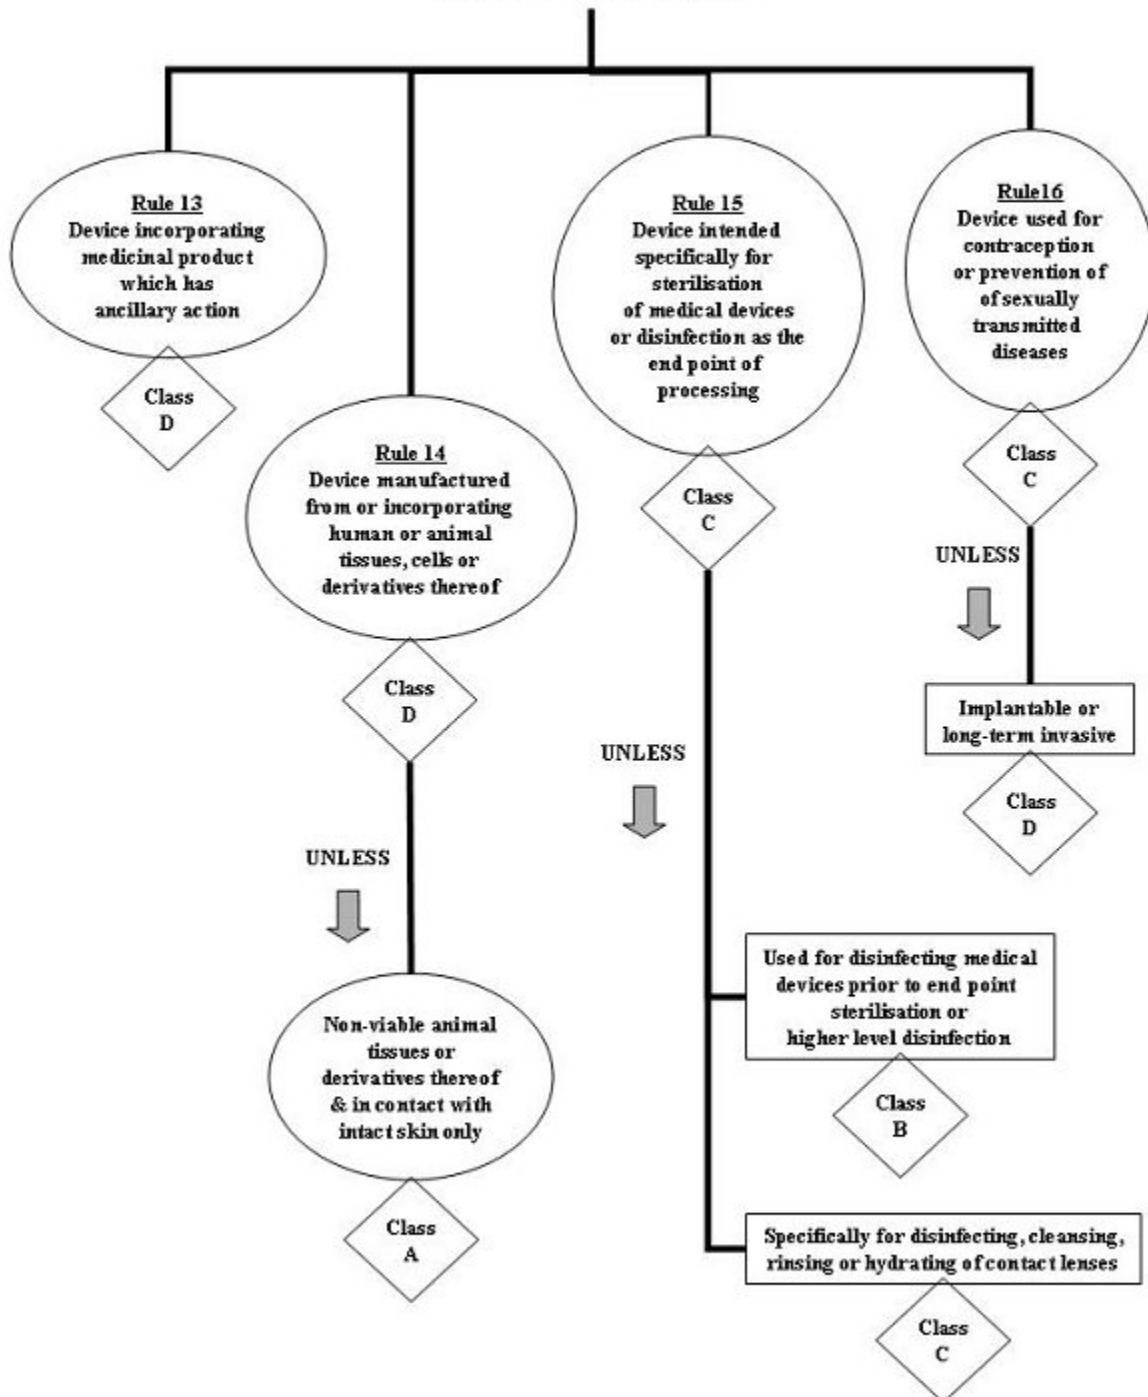 Rule 13
Device incorporating
medicinal product
which has
ancillary action
Class
D
Rule 14
Device manufactured
from or incorporating
human or animal
tissues, cells or
derivatives thereof
Class
D
UNLESS
Non-viable animal
tissues or
derivatives thereof
& in contact with
intact skin only
Class
A
Rule 15
Device intended
specifically for
sterilisation
of medical devices
or disinfection as the
end point of
processing
Class
C
UNLESS
Used for disinfecting medical
devices prior to end point
sterilisation or
higher level disinfection
Class
B
Specifically for disinfecting, cleansing,
rinsing or hydrating of contact lenses
Class
C
Rule16
Device used for
contraception
or prevention of
of sexually
transmitted
diseases
Class
C
UNLESS
Implantable or
long-term invasive
Class
D